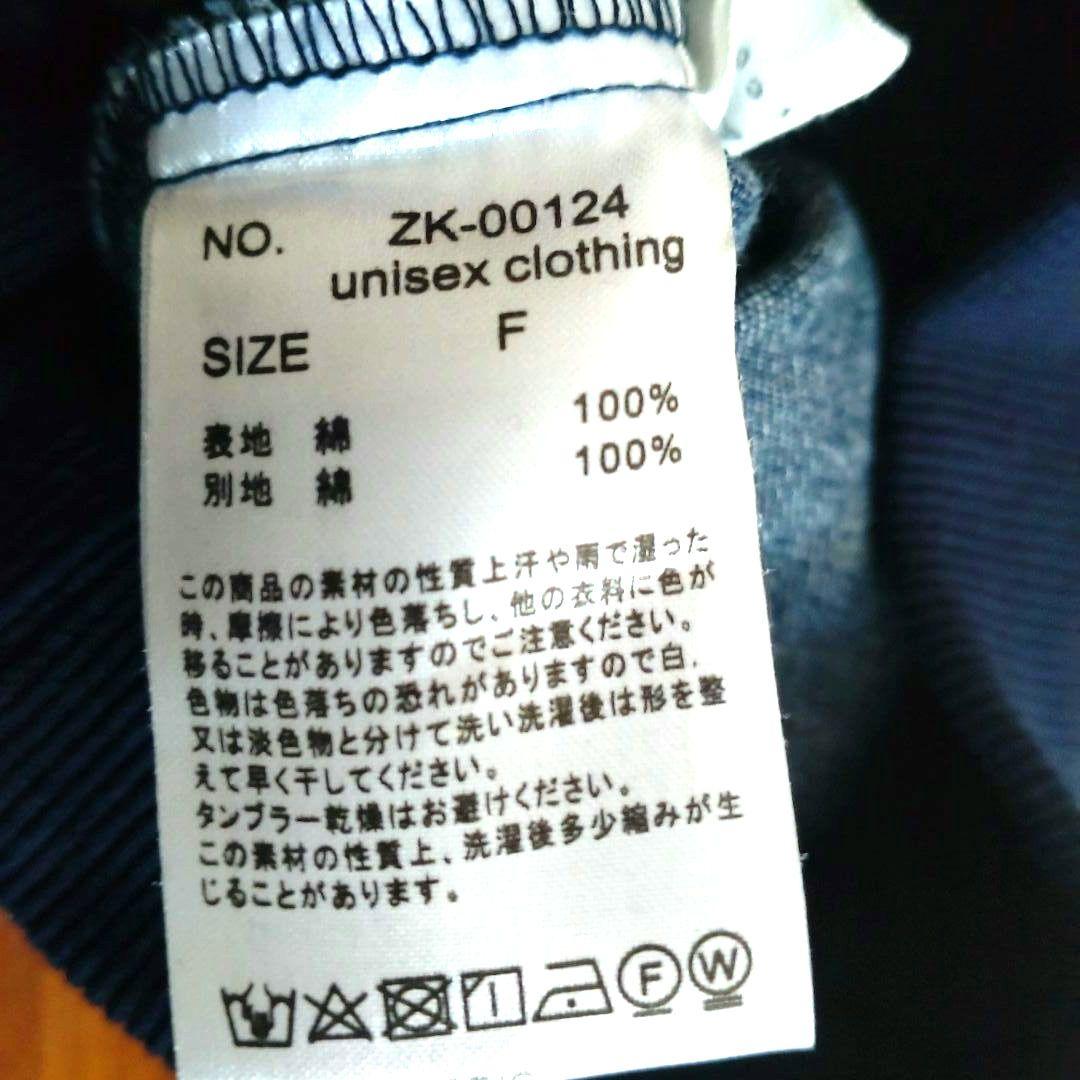 NO. ZK-00124
unisex clothing
SIZE F
表地 綿 100%
別地 綿 100%
この商品の素材の性質上汗や雨で湿った
時、摩擦により色落ちし、他の衣料に色が
移ることがありますのでご注意ください。
色物は色落ちの恐れがありますので白、
又は淡色物と分けて洗い洗濯後は形を整
えて早く干してください。
タンブラー乾燥はお避けください。
この素材の性質上、洗濯後多少縮みが生
じることがあります。
F W